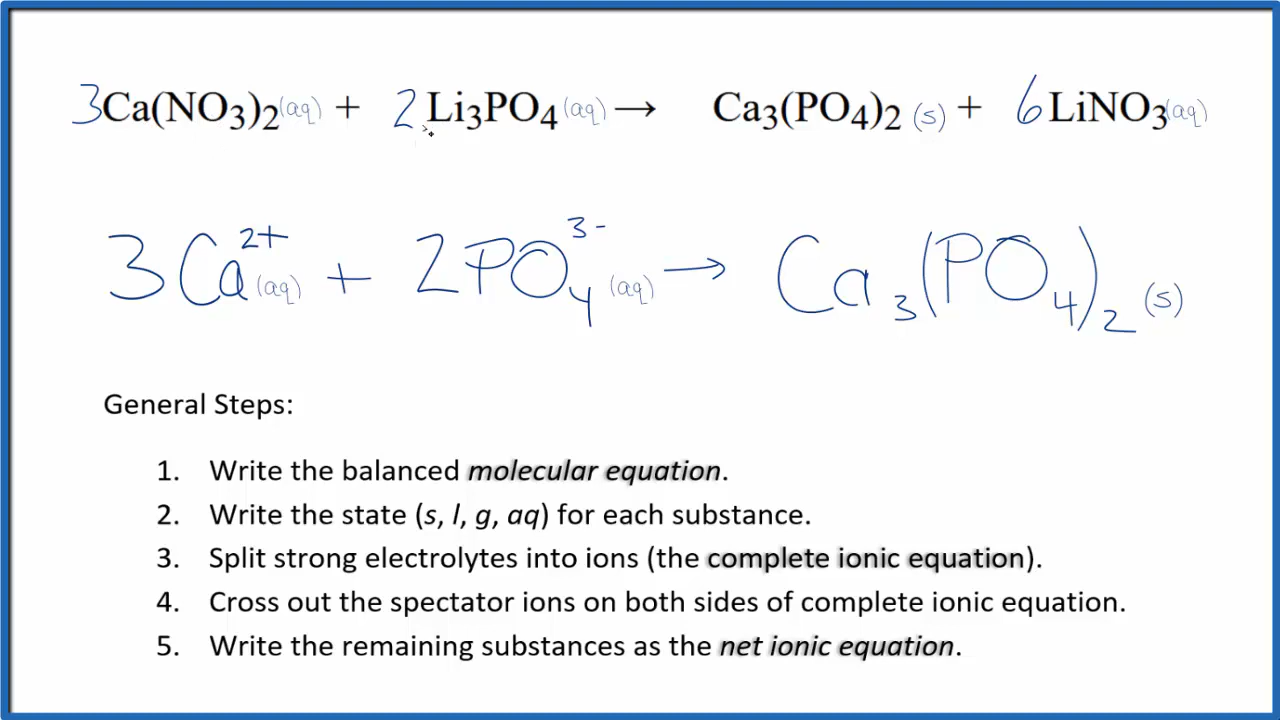 3Ca(NO3)2(aq) + 2Li3PO4(aq) → Ca3(PO4)2(s) + 6LiNO3(aq)
3Ca²⁺(aq) + 2PO₄³⁻(aq) → Ca₃(PO₄)₂(s)
General Steps:
1. Write the balanced molecular equation.
2. Write the state (s, l, g, aq) for each substance.
3. Split strong electrolytes into ions (the complete ionic equation).
4. Cross out the spectator ions on both sides of complete ionic equation.
5. Write the remaining substances as the net ionic equation.